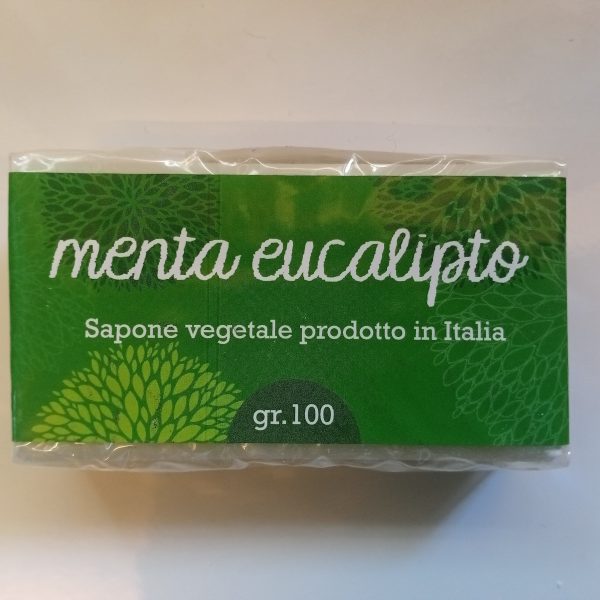 menta eucalipto
Sapone vegetale prodotto in Italia
gr.100